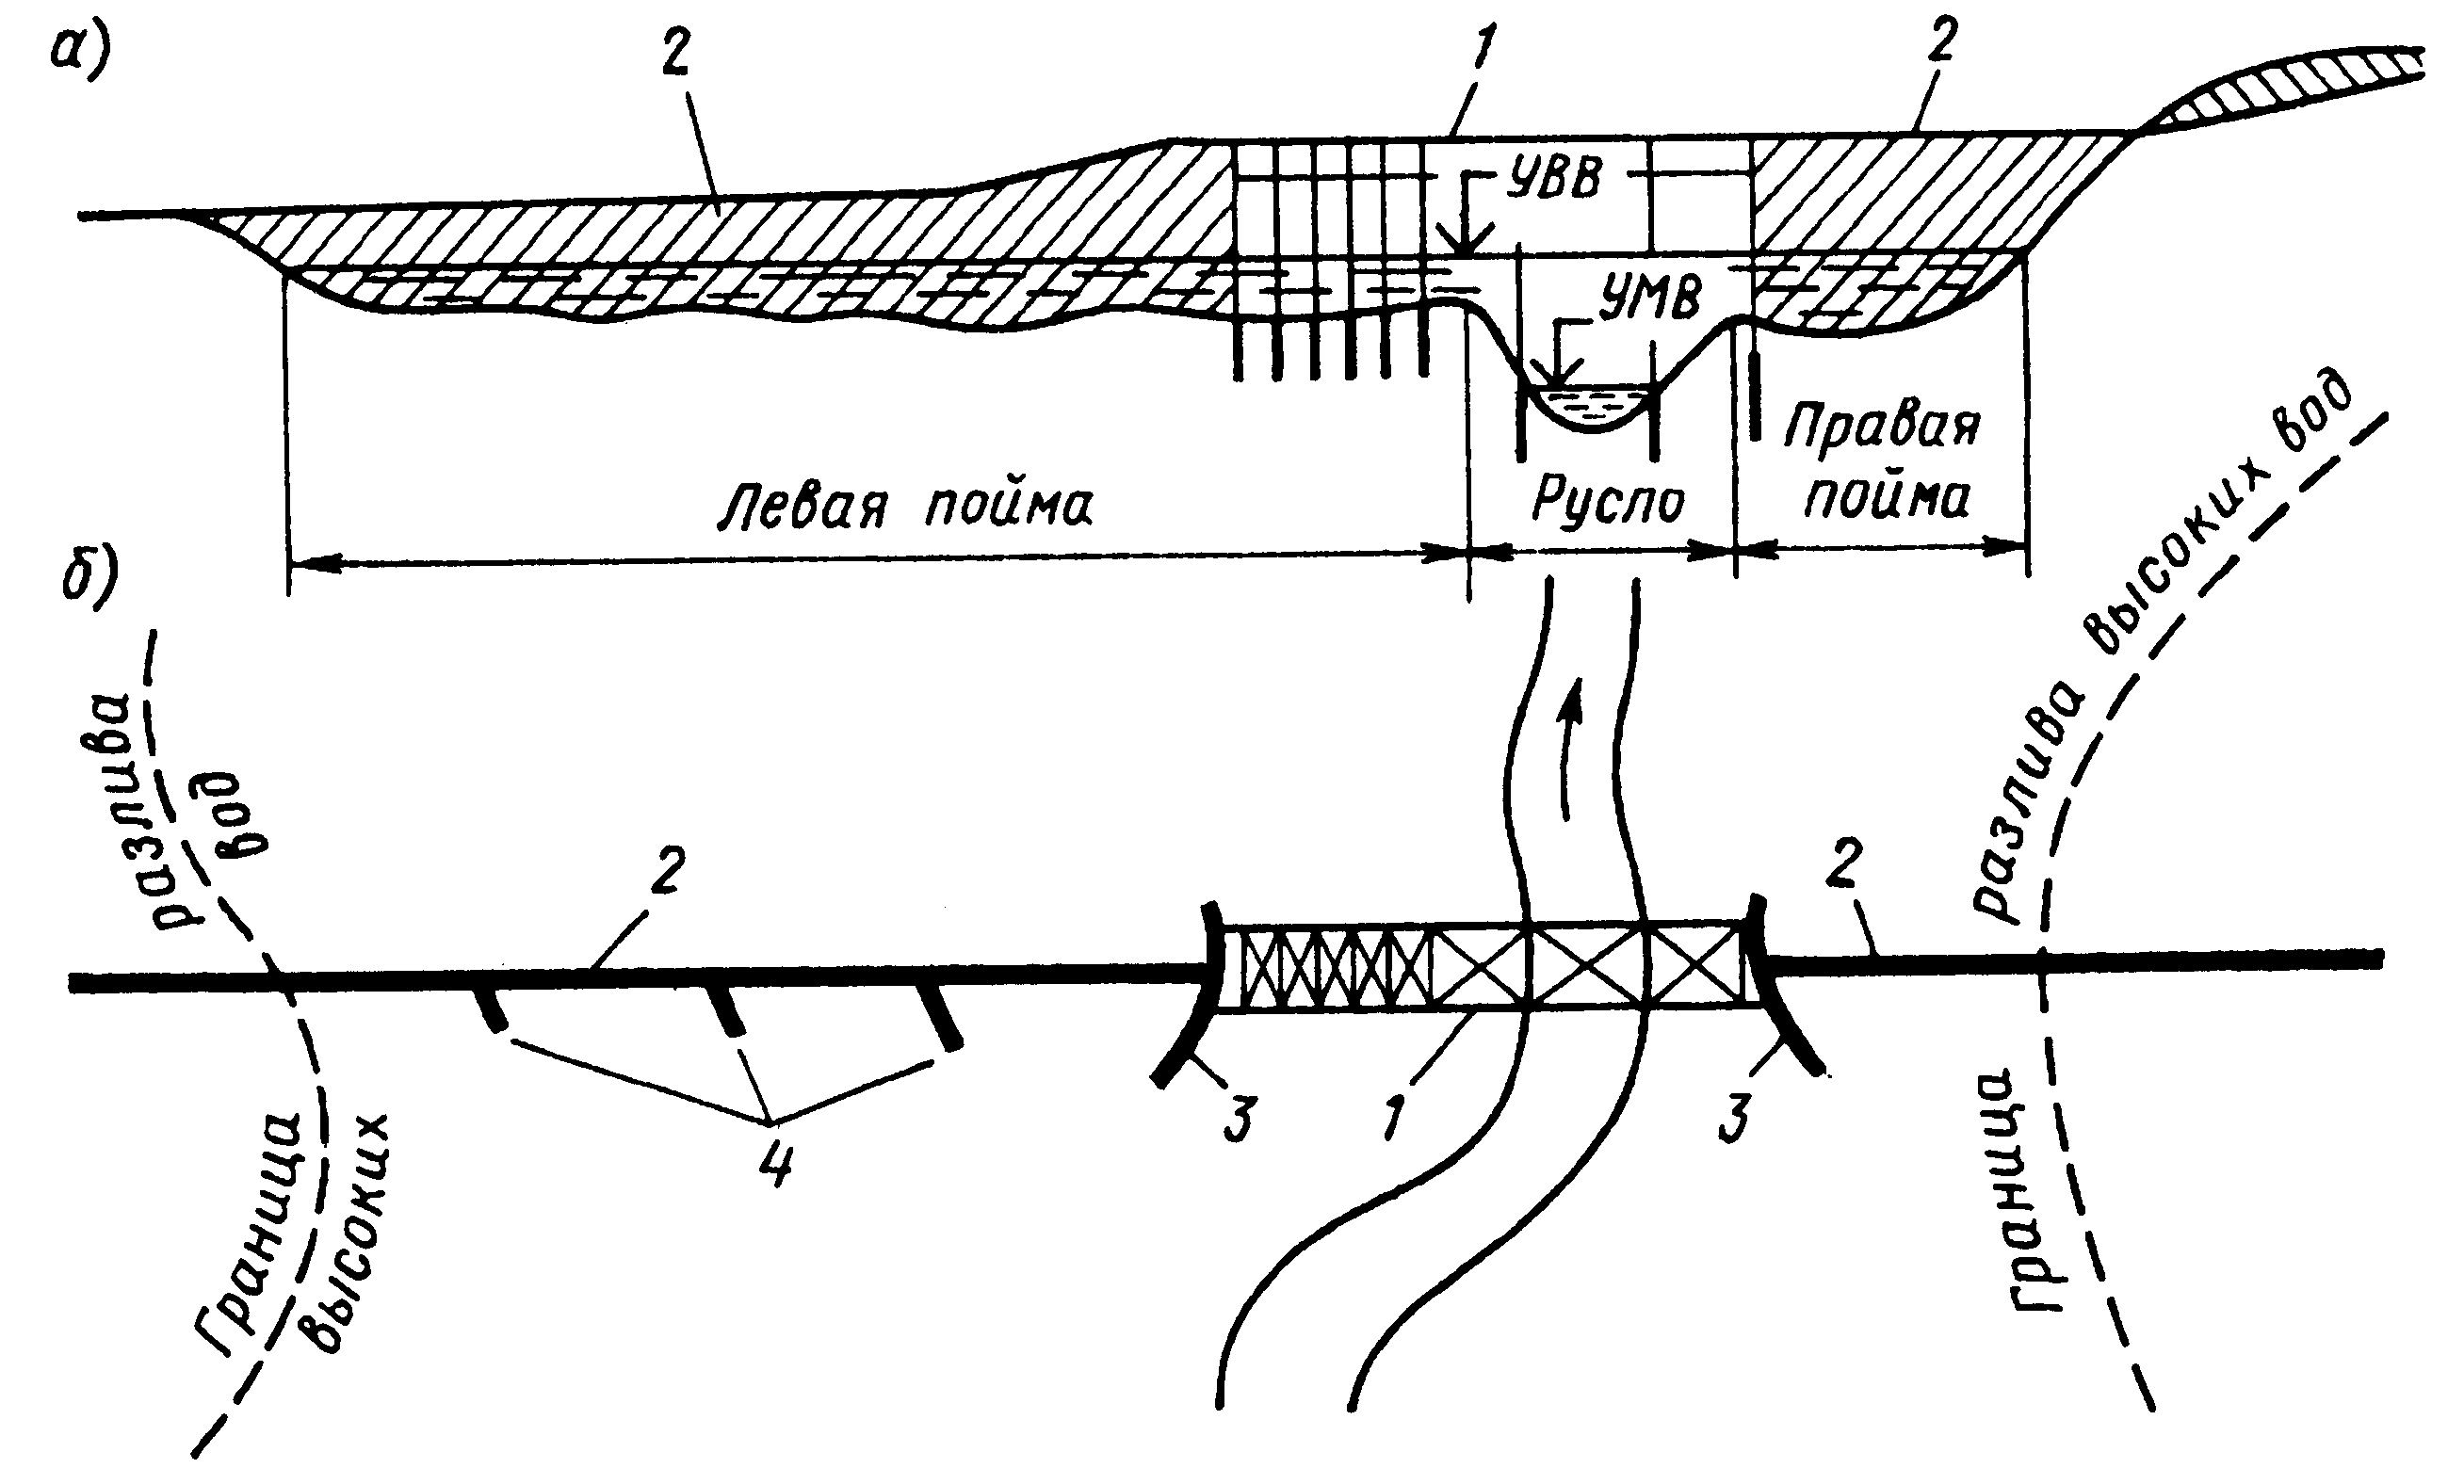 а)
2
1
2
УВВ
УМВ
Левая пойма
Русло
Правая
пойма
б)
Граница разлива
высоких вод
Граница разлива высоких вод
2
2
3
1
3
4